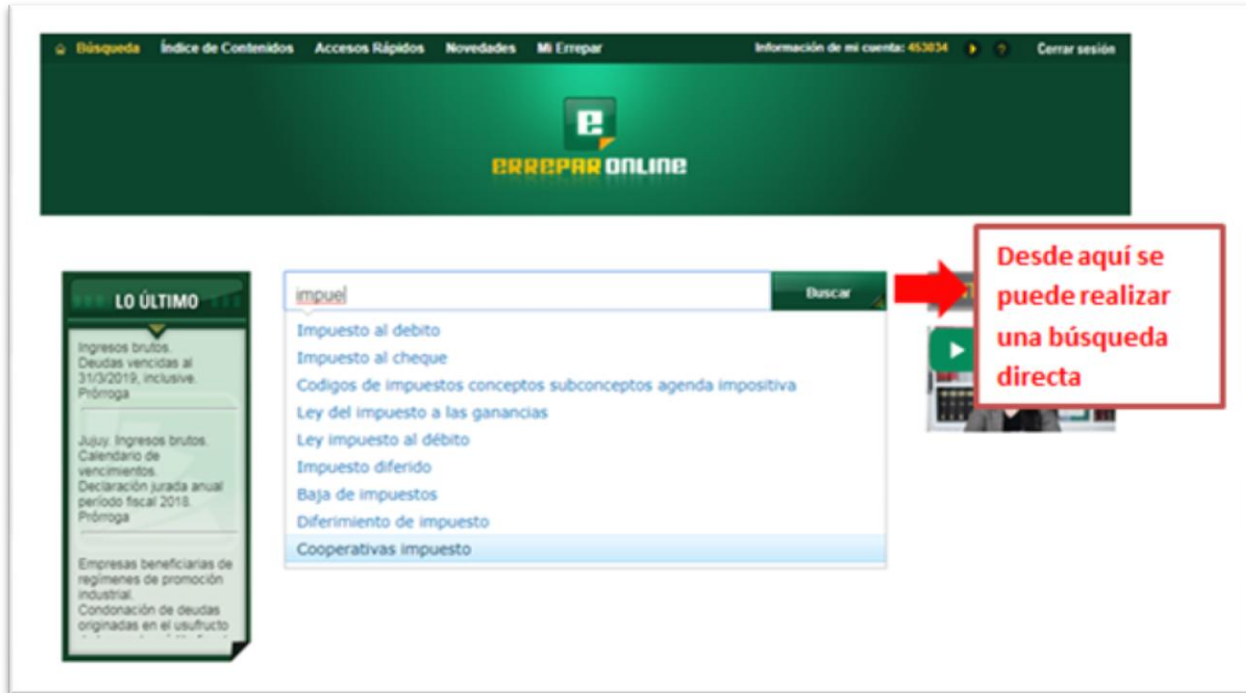 Búsqueda Índice de Contenidos Accesos Rápidos Novedades Mi Errepar Información de mi cuenta: 453034 ? Cerrar sesión
e
ERREPAR ONLINE
LO ÚLTIMO
Ingresos brutos.
Deudas vencidas al
31/3/2019, inclusive.
Prórroga
Jujuy. Ingresos brutos.
Calendario de
vencimientos.
Declaración jurada anual
período fiscal 2018.
Prórroga
Empresas beneficiarias de
regímenes de promoción
industrial.
Condonación de deudas
originadas en el usufructo
impuel
Buscar
Impuesto al debito
Impuesto al cheque
Codigos de impuestos conceptos subconceptos agenda impositiva
Ley del impuesto a las ganancias
Ley impuesto al débito
Impuesto diferido
Baja de impuestos
Diferimiento de impuesto
Cooperativas impuesto
Desde aquí se
puede realizar
una búsqueda
directa